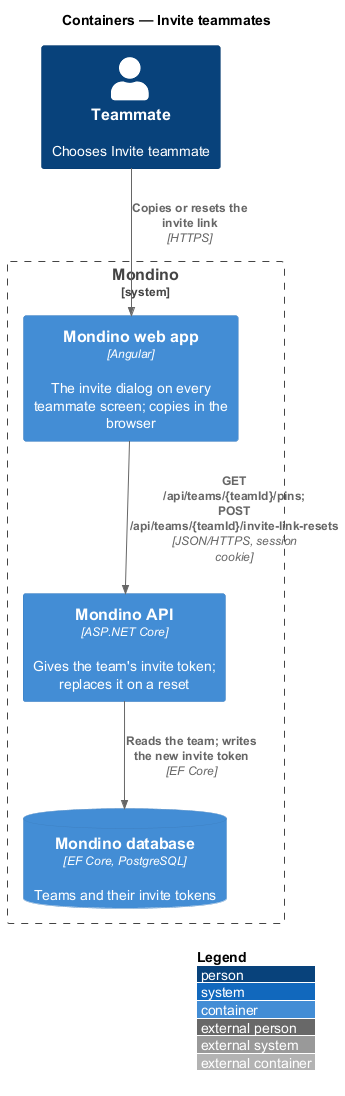 Containers — Invite teammates
Teammate
Chooses Invite teammate
Copies or resets the
invite link
[HTTPS]
Mondino
[system]
Mondino web app
[Angular]
The invite dialog on every
teammate screen; copies in the
browser
GET
/api/teams/{teamId}/pins;
POST
/api/teams/{teamId}/invite-link-resets
[JSON/HTTPS, session
cookie]
Mondino API
[ASP.NET Core]
Gives the team's invite token;
replaces it on a reset
Reads the team; writes
the new invite token
[EF Core]
Mondino database
[EF Core, PostgreSQL]
Teams and their invite tokens
Legend
person
system
container
external person
external system
external container